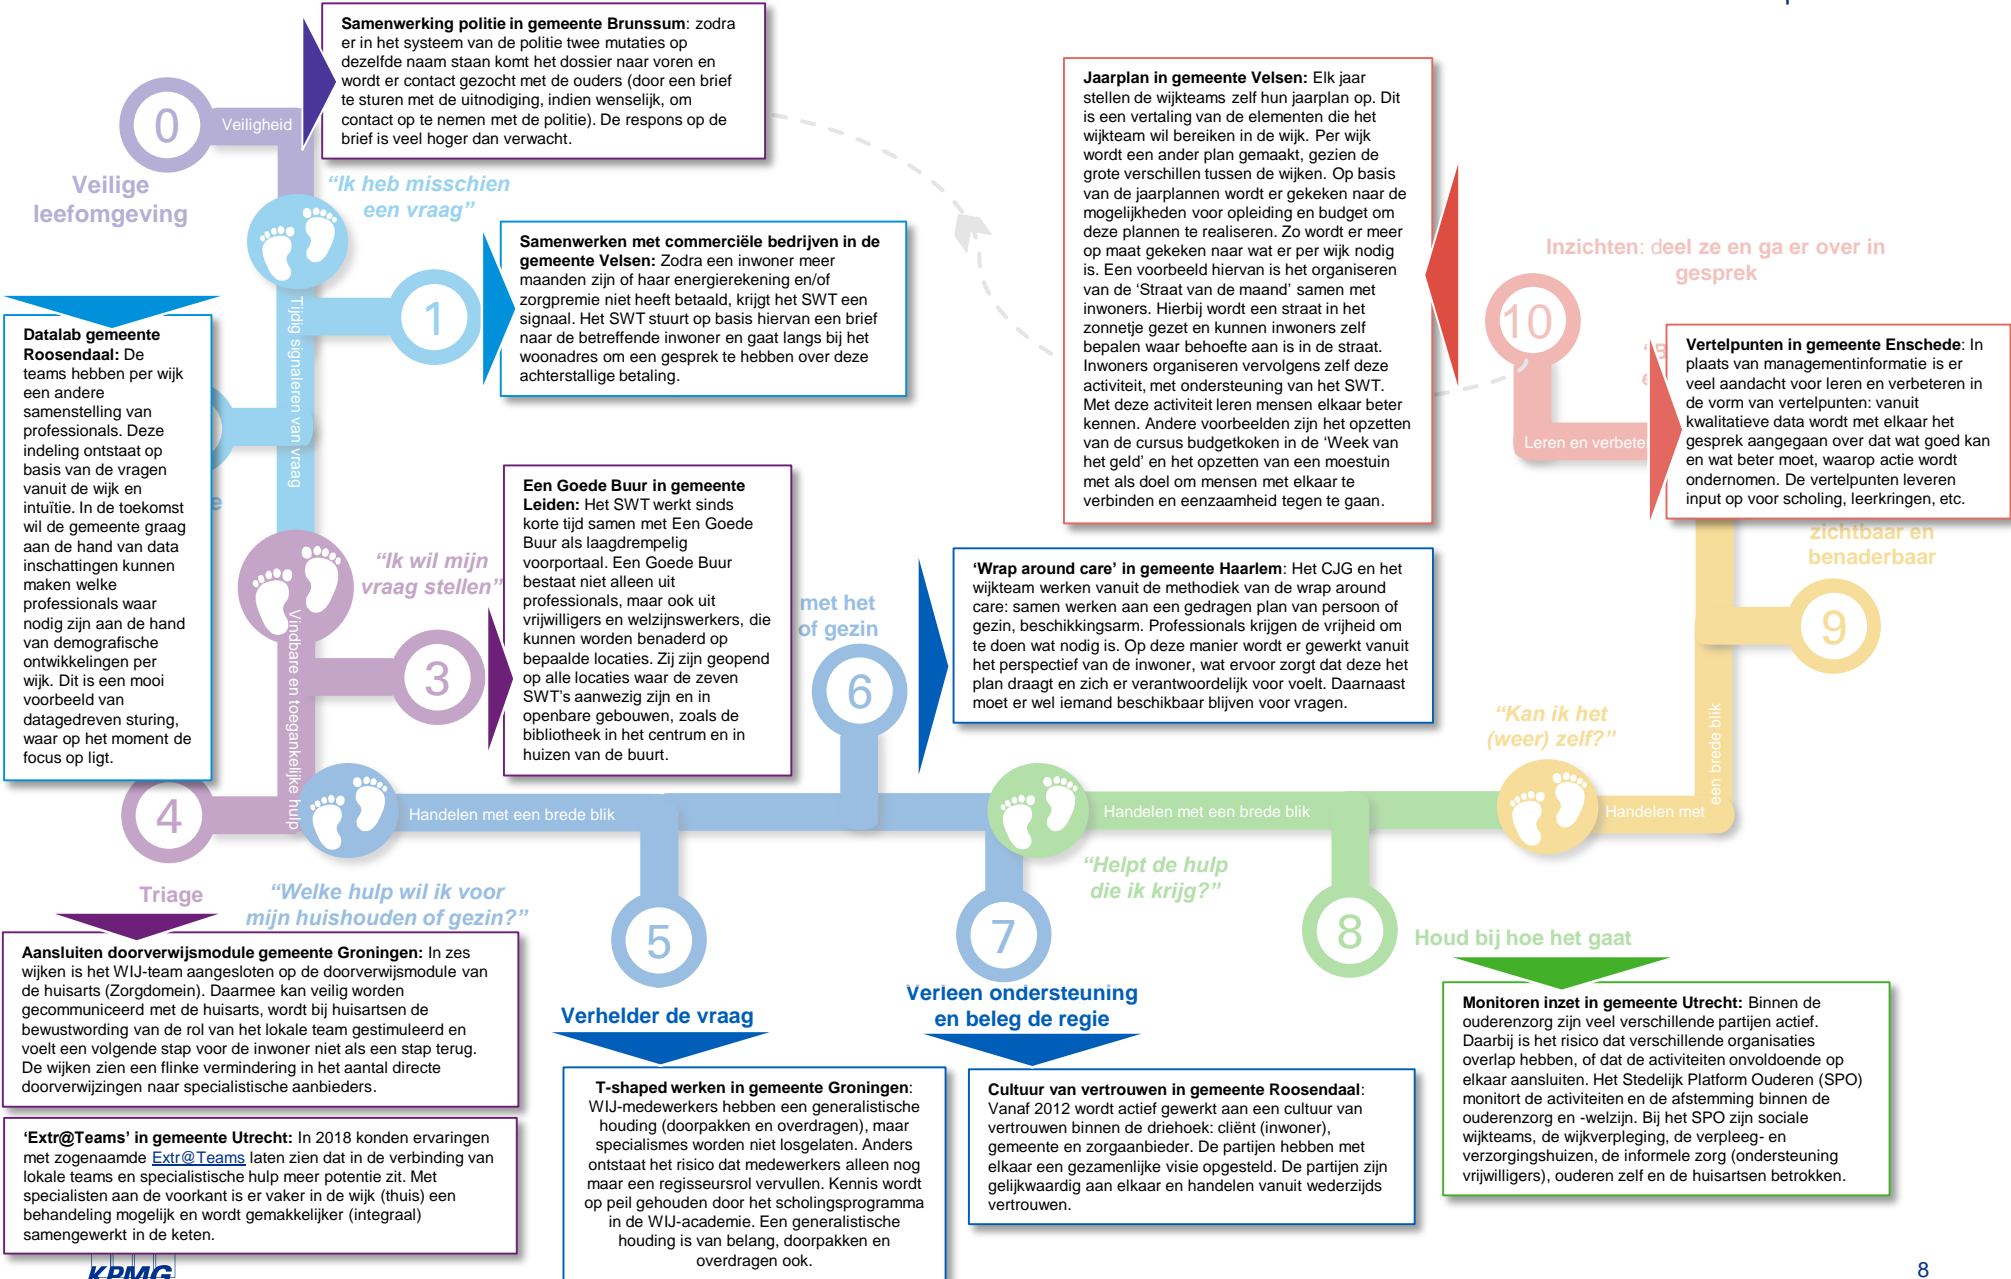 Samenwerking politie in gemeente Brunssum: zodra
er in het systeem van de politie twee mutaties op
dezelfde naam staan komt het dossier naar voren en
wordt er contact gezocht met de ouders (door een brief
te sturen met de uitnodiging, indien wenselijk, om
contact op te nemen met de politie). De respons op de
brief is veel hoger dan verwacht.
0
Veiligheid
Veilige
leefomgeving
“Ik heb misschien
een vraag”
Samenwerken met commerciële bedrijven in de
gemeente Velsen: Zodra een inwoner meer
maanden zijn of haar energierekening en/of
zorgpremie niet heeft betaald, krijgt het SWT een
signaal. Het SWT stuurt op basis hiervan een brief
naar de betreffende inwoner en gaat langs bij het
woonadres om een gesprek te hebben over deze
achterstallige betaling.
1
Tijdig signaleren van vraag
Datalab gemeente
Roosendaal: De
teams hebben per wijk
een andere
samenstelling van
professionals. Deze
indeling ontstaat op
basis van de vragen
vanuit de wijk en
intuïtie. In de toekomst
wil de gemeente graag
aan de hand van data
inschattingen kunnen
maken welke
professionals waar
nodig zijn aan de hand
van demografische
ontwikkelingen per
wijk. Dit is een mooi
voorbeeld van
datagedreven sturing,
waar op het moment de
focus op ligt.
Jaarplan in gemeente Velsen: Elk jaar
stellen de wijkteams zelf hun jaarplan op. Dit
is een vertaling van de elementen die het
wijkteam wil bereiken in de wijk. Per wijk
wordt een ander plan gemaakt, gezien de
grote verschillen tussen de wijken. Op basis
van de jaarplannen wordt er gekeken naar de
mogelijkheden voor opleiding en budget om
deze plannen te realiseren. Zo wordt er meer
op maat gekeken naar wat er per wijk nodig
is. Een voorbeeld hiervan is het organiseren
van de ‘Straat van de maand’ samen met
inwoners. Hierbij wordt een straat in het
zonnetje gezet en kunnen inwoners zelf
bepalen waar behoefte aan is in de straat.
Inwoners organiseren vervolgens zelf deze
activiteit, met ondersteuning van het SWT.
Met deze activiteit leren mensen elkaar beter
kennen. Andere voorbeelden zijn het opzetten
van de cursus budgetkoken in de ‘Week van
het geld’ en het opzetten van een moestuin
met als doel om mensen met elkaar te
verbinden en eenzaamheid tegen te gaan.
Inzichten: deel ze en ga er over in
gesprek
10
Leren en verbete
Vertelpunten in gemeente Enschede: In
plaats van managementinformatie is er
veel aandacht voor leren en verbeteren in
de vorm van vertelpunten: vanuit
kwalitatieve data wordt met elkaar het
gesprek aangegaan over dat wat goed kan
en wat beter moet, waarop actie wordt
ondernomen. De vertelpunten leveren
input op voor scholing, leerkringen, etc.
zichtbaar en
benaderbaar
9
“Ik wil mijn
vraag stellen”
Een Goede Buur in gemeente
Leiden: Het SWT werkt sinds
korte tijd samen met Een Goede
Buur als laagdrempelig
voorportaal. Een Goede Buur
bestaat niet alleen uit
professionals, maar ook uit
vrijwilligers en welzijnswerkers, die
kunnen worden benaderd op
bepaalde locaties. Zij zijn geopend
op alle locaties waar de zeven
SWT’s aanwezig zijn en in
openbare gebouwen, zoals de
bibliotheek in het centrum en in
huizen van de buurt.
3
Vindbare en toegankelijke hulp
met het
of gezin
6
‘Wrap around care’ in gemeente Haarlem: Het CJG en het
wijkteam werken vanuit de methodiek van de wrap around
care: samen werken aan een gedragen plan van persoon of
gezin, beschikkingsarm. Professionals krijgen de vrijheid om
te doen wat nodig is. Op deze manier wordt er gewerkt vanuit
het perspectief van de inwoner, wat ervoor zorgt dat deze het
plan draagt en zich er verantwoordelijk voor voelt. Daarnaast
moet er wel iemand beschikbaar blijven voor vragen.
“Kan ik het
(weer) zelf?”
een brede blik
4
Handelen met een brede blik
Handelen met een brede blik
Handelen met
Triage
“Welke hulp wil ik voor
mijn huishouden of gezin?”
“Helpt de hulp
die ik krijg?”
5
7
8
Houd bij hoe het gaat
Verhelder de vraag
Verleen ondersteuning
en beleg de regie
Aansluiten doorverwijsmodule gemeente Groningen: In zes
wijken is het WIJ-team aangesloten op de doorverwijsmodule van
de huisarts (Zorgdomein). Daarmee kan veilig worden
gecommuniceerd met de huisarts, wordt bij huisartsen de
bewustwording van de rol van het lokale team gestimuleerd en
voelt een volgende stap voor de inwoner niet als een stap terug.
De wijken zien een flinke vermindering in het aantal directe
doorverwijzingen naar specialistische aanbieders.
‘Extr@Teams’ in gemeente Utrecht: In 2018 konden ervaringen
met zogenaamde Extr@Teams laten zien dat in de verbinding van
lokale teams en specialistische hulp meer potentie zit. Met
specialisten aan de voorkant is er vaker in de wijk (thuis) een
behandeling mogelijk en wordt gemakkelijker (integraal)
samengewerkt in de keten.
T-shaped werken in gemeente Groningen:
WIJ-medewerkers hebben een generalistische
houding (doorpakken en overdragen), maar
specialismes worden niet losgelaten. Anders
ontstaat het risico dat medewerkers alleen nog
maar een regisseursrol vervullen. Kennis wordt
op peil gehouden door het scholingsprogramma
in de WIJ-academie. Een generalistische
houding is van belang, doorpakken en
overdragen ook.
Cultuur van vertrouwen in gemeente Roosendaal:
Vanaf 2012 wordt actief gewerkt aan een cultuur van
vertrouwen binnen de driehoek: cliënt (inwoner),
gemeente en zorgaanbieder. De partijen hebben met
elkaar een gezamenlijke visie opgesteld. De partijen zijn
gelijkwaardig aan elkaar en handelen vanuit wederzijds
vertrouwen.
Monitoren inzet in gemeente Utrecht: Binnen de
ouderenzorg zijn veel verschillende partijen actief.
Daarbij is het risico dat verschillende organisaties
overlap hebben, of dat de activiteiten onvoldoende op
elkaar aansluiten. Het Stedelijk Platform Ouderen (SPO)
monitort de activiteiten en de afstemming binnen de
ouderenzorg en -welzijn. Bij het SPO zijn sociale
wijkteams, de wijkverpleging, de verpleeg- en
verzorgingshuizen, de informele zorg (ondersteuning
vrijwilligers), ouderen zelf en de huisartsen betrokken.
KPMG
8